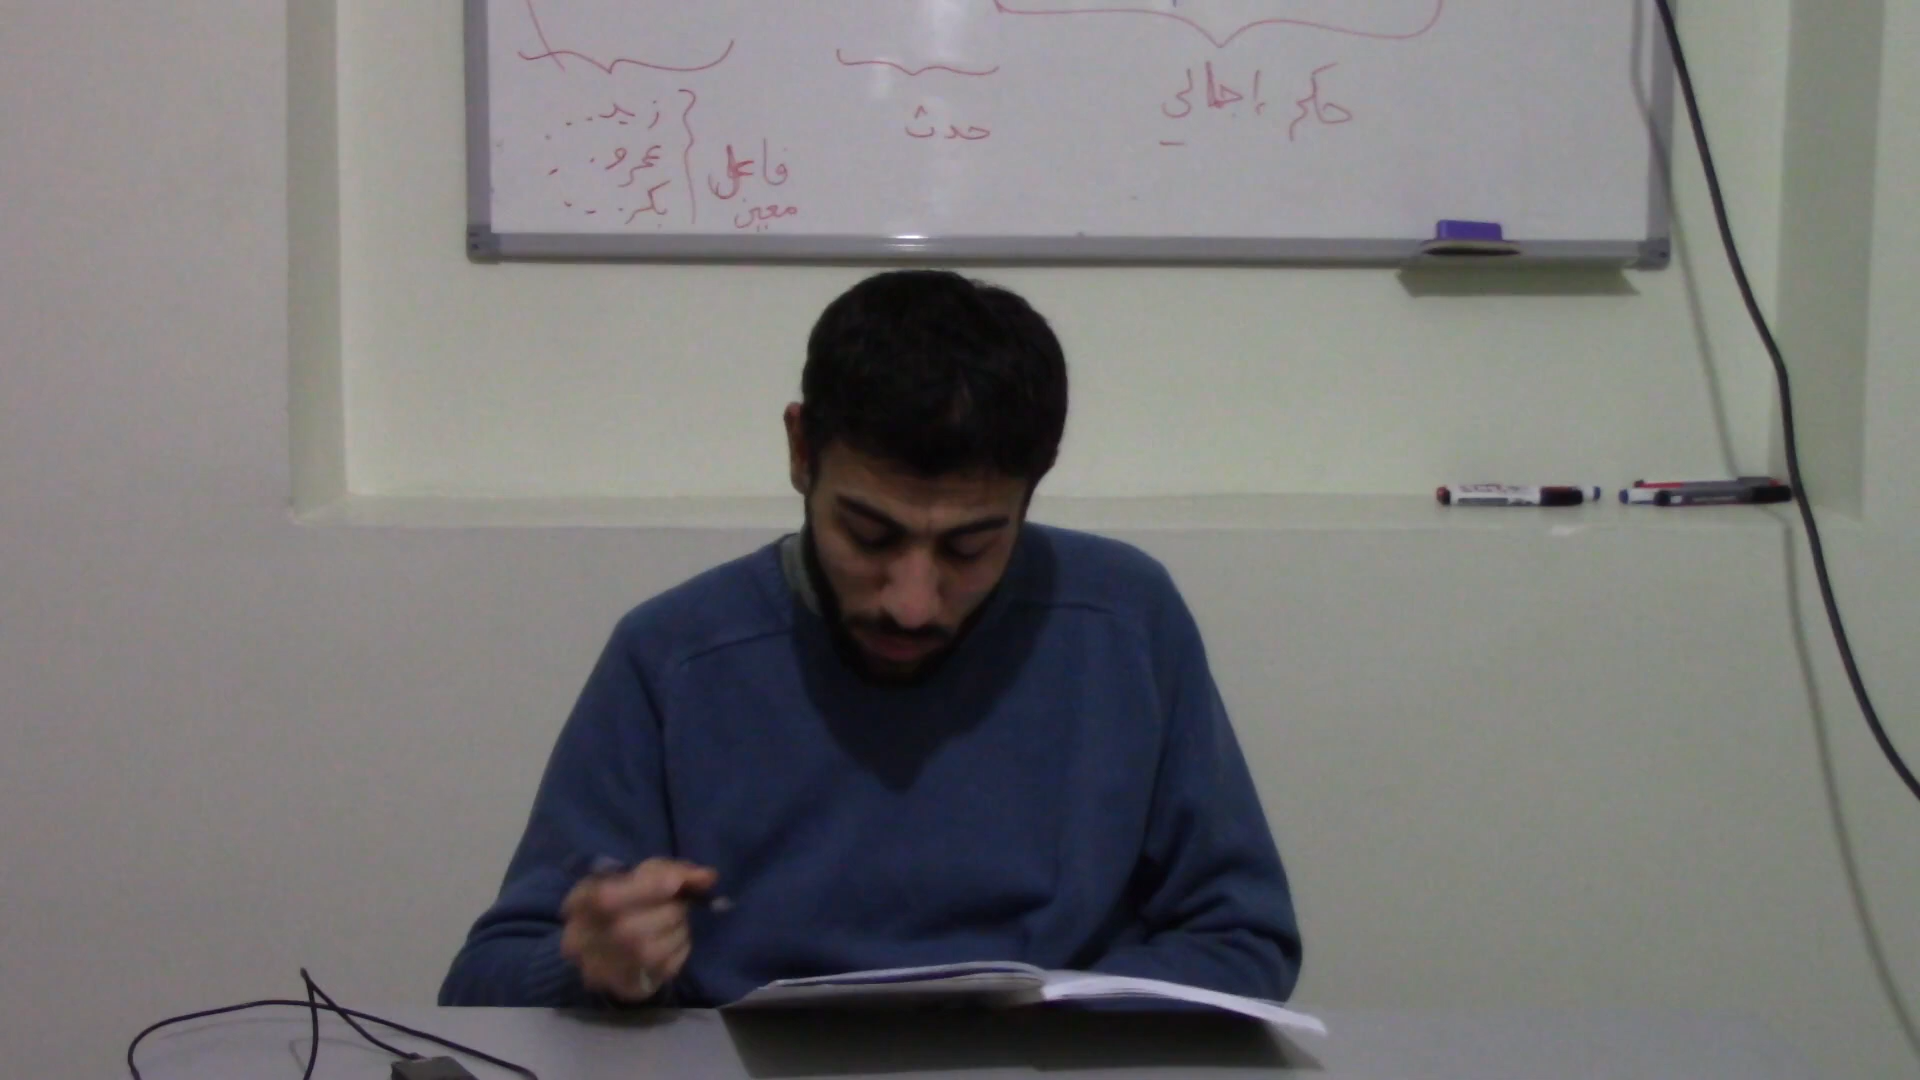 حكم إجمالي
حدث
فاعل
معين
زيد...
عمرو...
بكر...